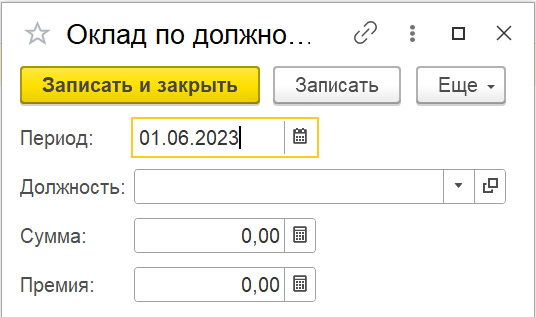 Оклад по должно...
Записать и закрыть Записать Еще
Период: 01.06.2023
Должность:
Сумма: 0,00
Премия: 0,00